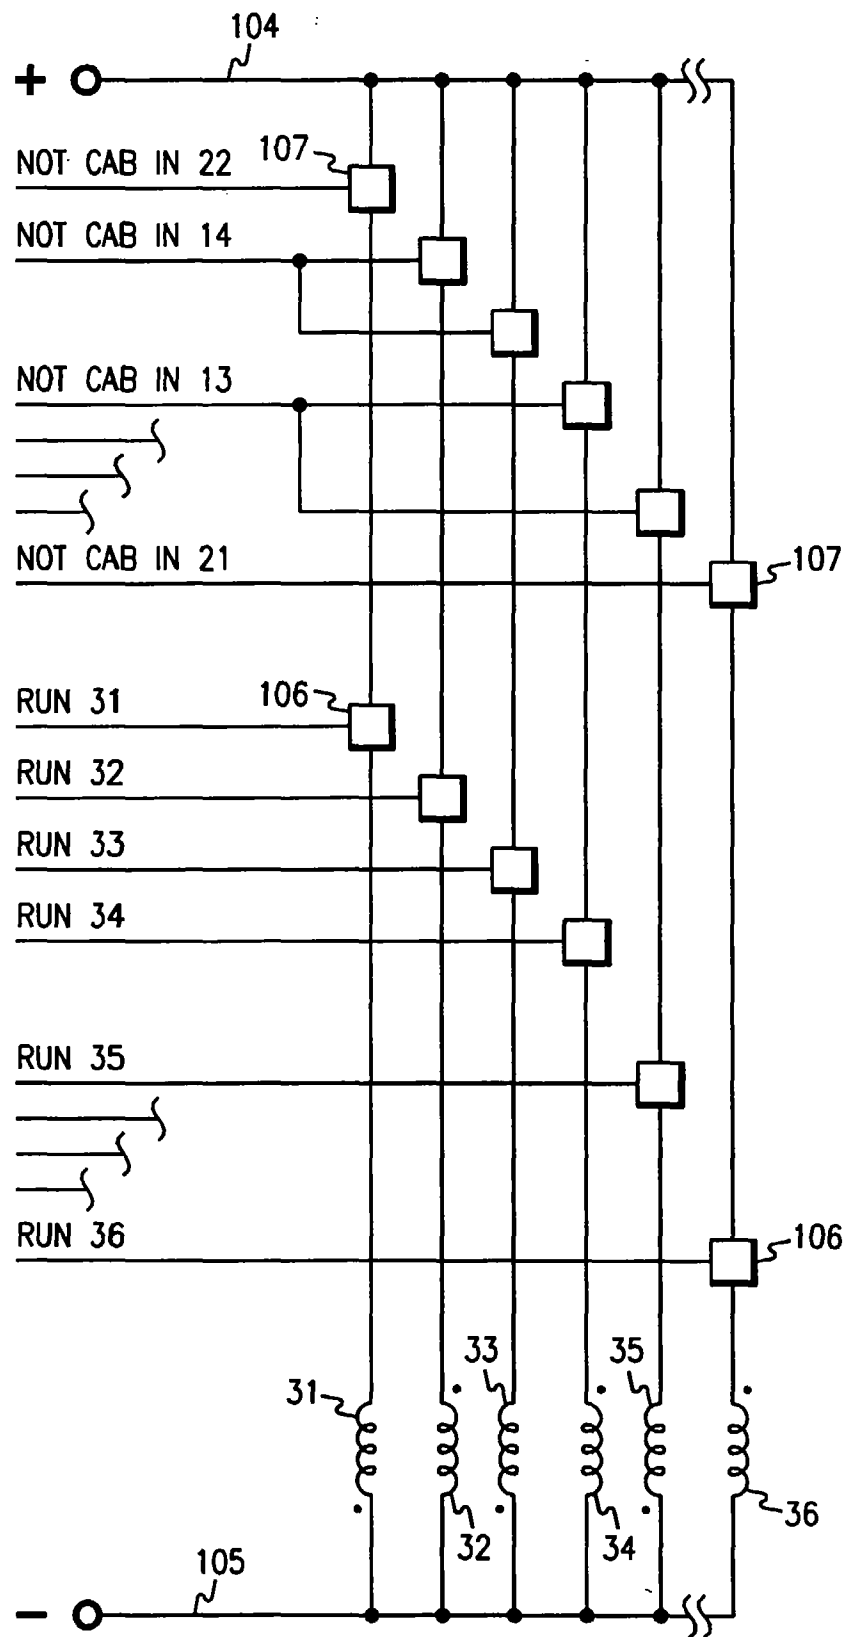 104
+
NOT CAB IN 22
107
NOT CAB IN 14
NOT CAB IN 13
NOT CAB IN 21
107
RUN 31
106
RUN 32
RUN 33
RUN 34
RUN 35
RUN 36
106
33
35
31
32
34
36
105
−